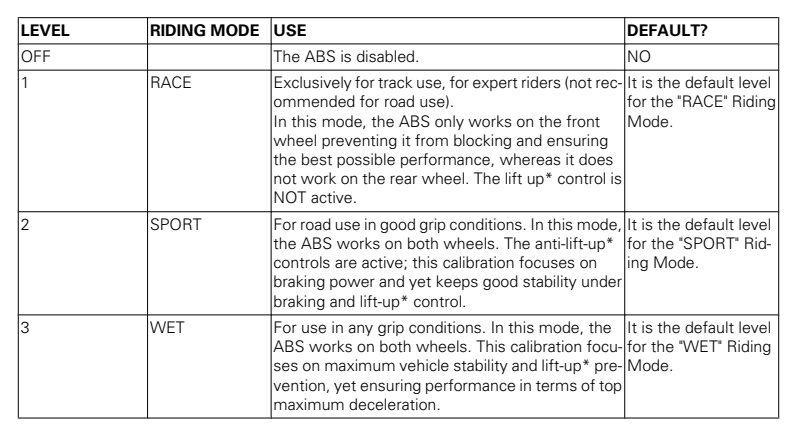 LEVEL RIDING MODE USE DEFAULT?
OFF The ABS is disabled. NO
1 RACE Exclusively for track use, for expert riders (not rec- It is the default level
ommended for road use). for the "RACE" Riding
In this mode, the ABS only works on the front Mode.
wheel preventing it from blocking and ensuring
the best possible performance, whereas it does
not work on the rear wheel. The lift up* control is
NOT active.
2 SPORT For road use in good grip conditions. In this mode, It is the default level
the ABS works on both wheels. The anti-lift-up* for the "SPORT" Rid-
controls are active; this calibration focuses on ing Mode.
braking power and yet keeps good stability under
braking and lift-up* control.
3 WET For use in any grip conditions. In this mode, the It is the default level
ABS works on both wheels. This calibration focu- for the "WET" Riding
ses on maximum vehicle stability and lift-up* pre- Mode.
vention, yet ensuring performance in terms of top
maximum deceleration.